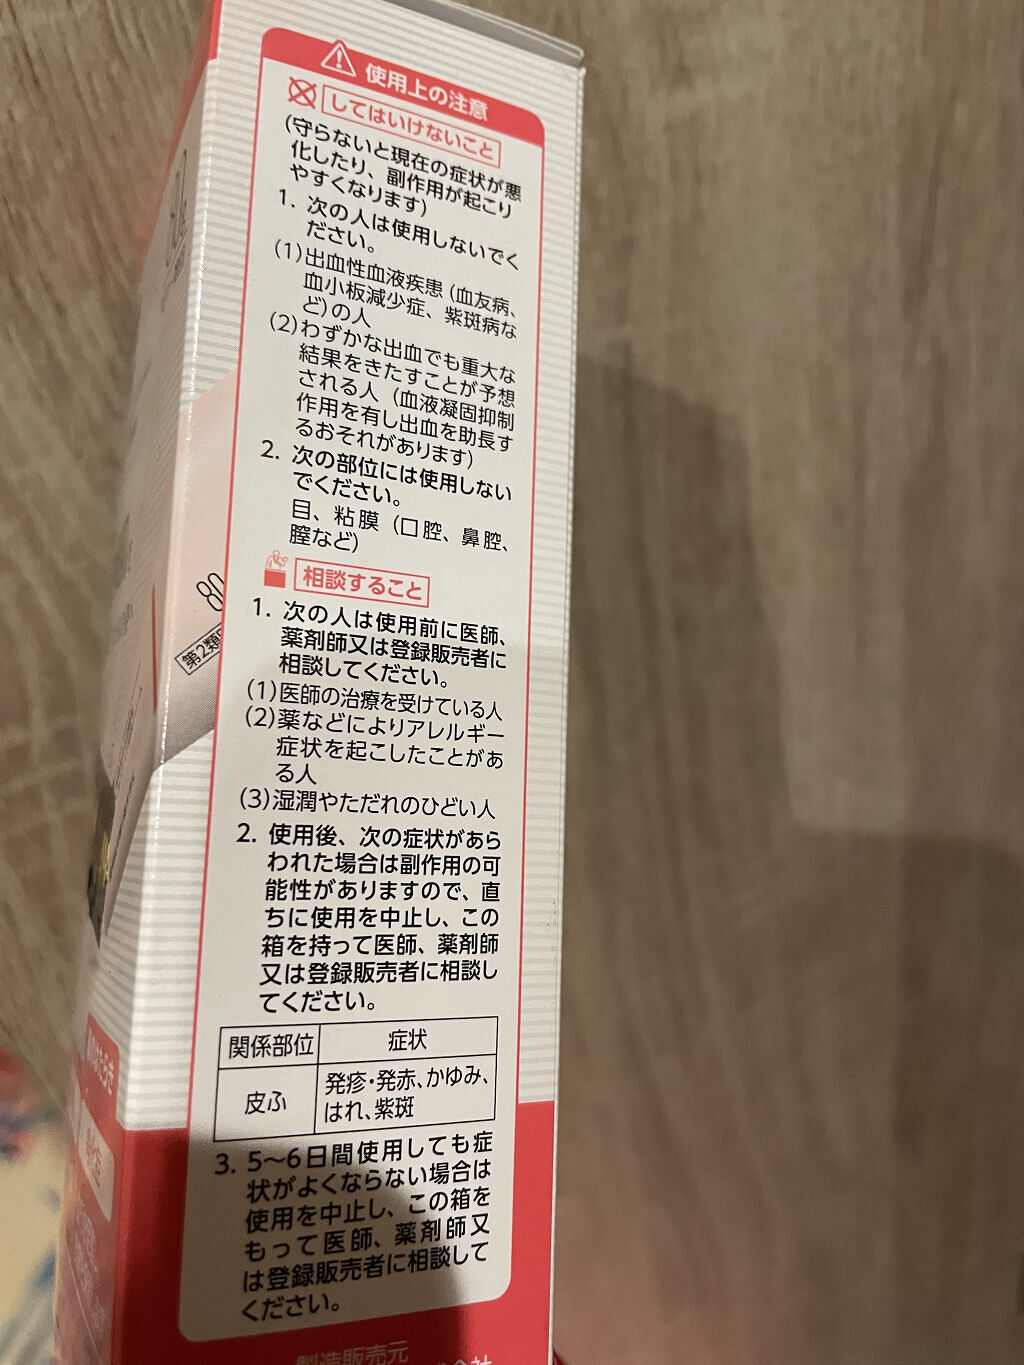 使用上の注意
してはいけないこと
(守らないと現在の症状が悪
化したり、副作用が起こり
やすくなります)
1. 次の人は使用しないでく
ださい。
(1)出血性血液疾患(血友病、
血小板減少症、紫斑病な
ど)の人
(2)わずかな出血でも重大な
結果をきたすことが予想
される人(血液凝固抑制
作用を有し出血を助長す
るおそれがあります)
2. 次の部位には使用しない
でください。
目、粘膜(口腔、鼻腔、
膣など)
相談すること
1. 次の人は使用前に医師、
薬剤師又は登録販売者に
相談してください。
(1)医師の治療を受けている人
(2)薬などによりアレルギー
症状を起こしたことがあ
る人
(3)湿潤やただれのひどい人
2. 使用後、次の症状があら
われた場合は副作用の可
能性がありますので、直
ちに使用を中止し、この
箱を持って医師、薬剤師
又は登録販売者に相談し
てください。
関係部位 症状
皮ふ 発疹・発赤、かゆみ、
はれ、紫斑
3. 5〜6日間使用しても症
状がよくならない場合は
使用を中止し、この箱を
もって医師、薬剤師又
は登録販売者に相談して
ください。
製造販売元
80
第2類